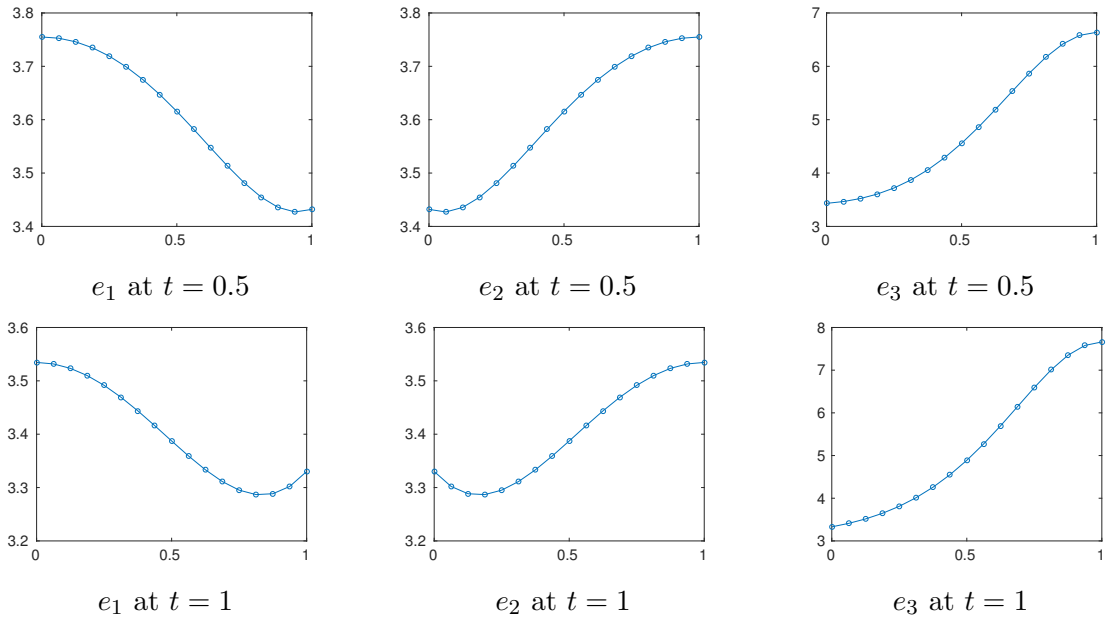 3.8
3.7
3.6
3.5
3.4
0 0.5 1
e₁ at t = 0.5
3.8
3.7
3.6
3.5
3.4
0 0.5 1
e₂ at t = 0.5
7
6
5
4
3
0 0.5 1
e₃ at t = 0.5
3.6
3.5
3.4
3.3
3.2
0 0.5 1
e₁ at t = 1
3.6
3.5
3.4
3.3
3.2
0 0.5 1
e₂ at t = 1
8
7
6
5
4
3
0 0.5 1
e₃ at t = 1